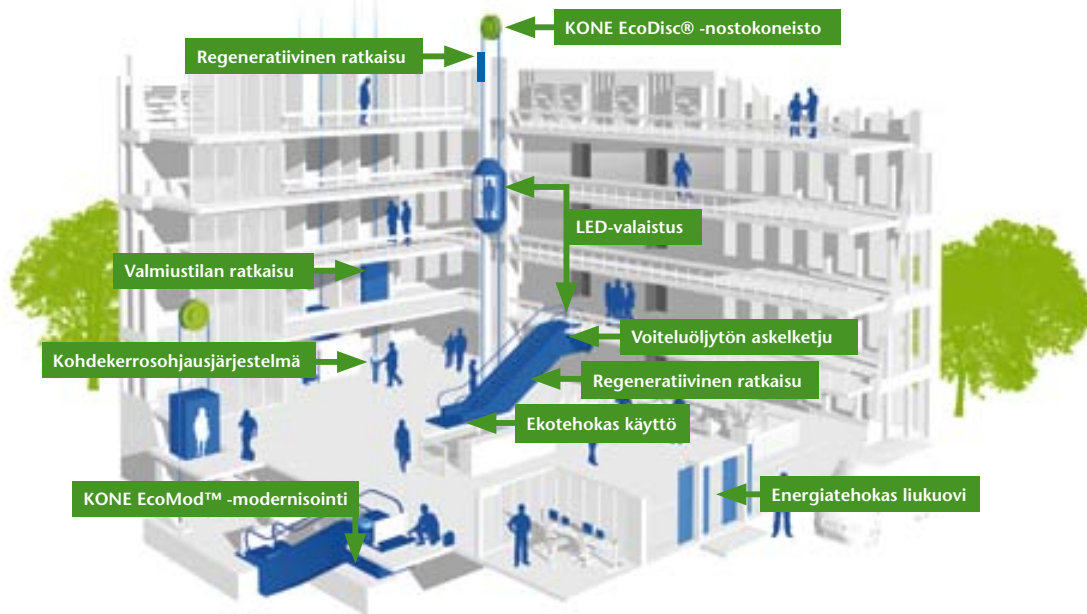 KONE EcoDisc® -nostokoneisto
Regeneratiivinen ratkaisu
LED-valaistus
Valmiustilan ratkaisu
Voiteluöljytön askelketju
Kohdekerrosohjausjärjestelmä
Regeneratiivinen ratkaisu
Ekotehokas käyttö
KONE EcoMod™ -modernisointi
Energiatehokas liukuovi